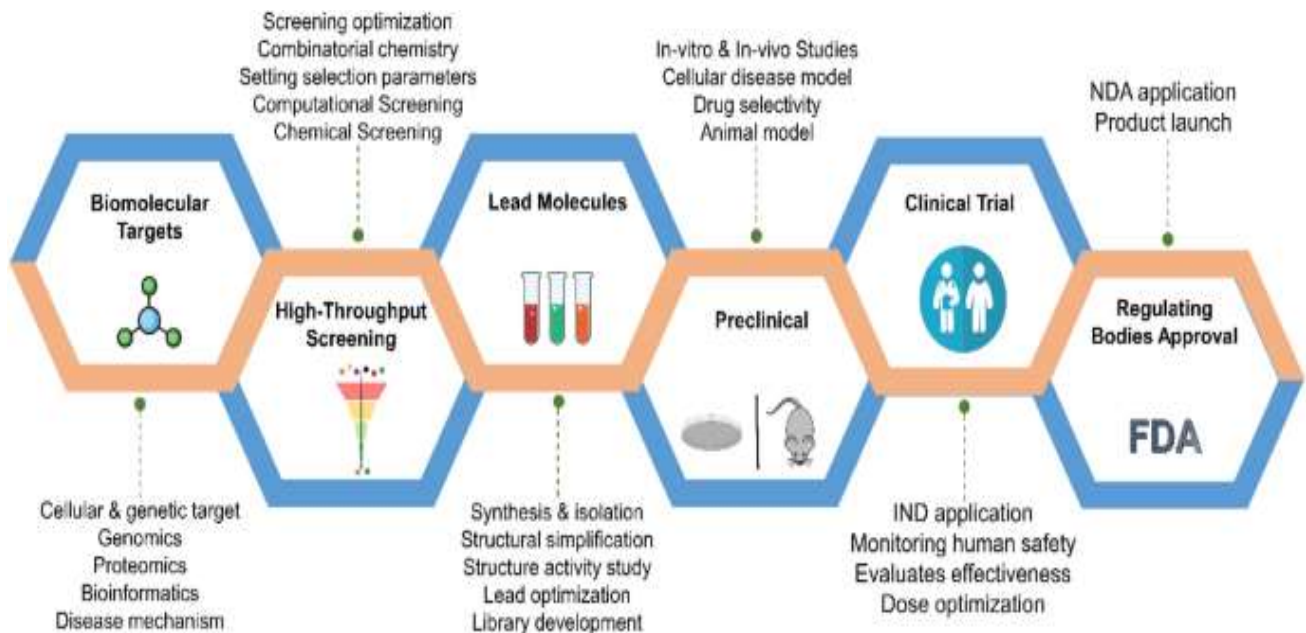 Screening optimization
Combinatorial chemistry
Setting selection parameters
Computational Screening
Chemical Screening
In-vitro & In-vivo Studies
Cellular disease model
Drug selectivity
Animal model
NDA application
Product launch
Biomolecular
Targets
High-Throughput
Screening
Lead Molecules
Preclinical
Clinical Trial
Regulating
Bodies Approval
FDA
Cellular & genetic target
Genomics
Proteomics
Bioinformatics
Disease mechanism
Synthesis & isolation
Structural simplification
Structure activity study
Lead optimization
Library development
IND application
Monitoring human safety
Evaluates effectiveness
Dose optimization